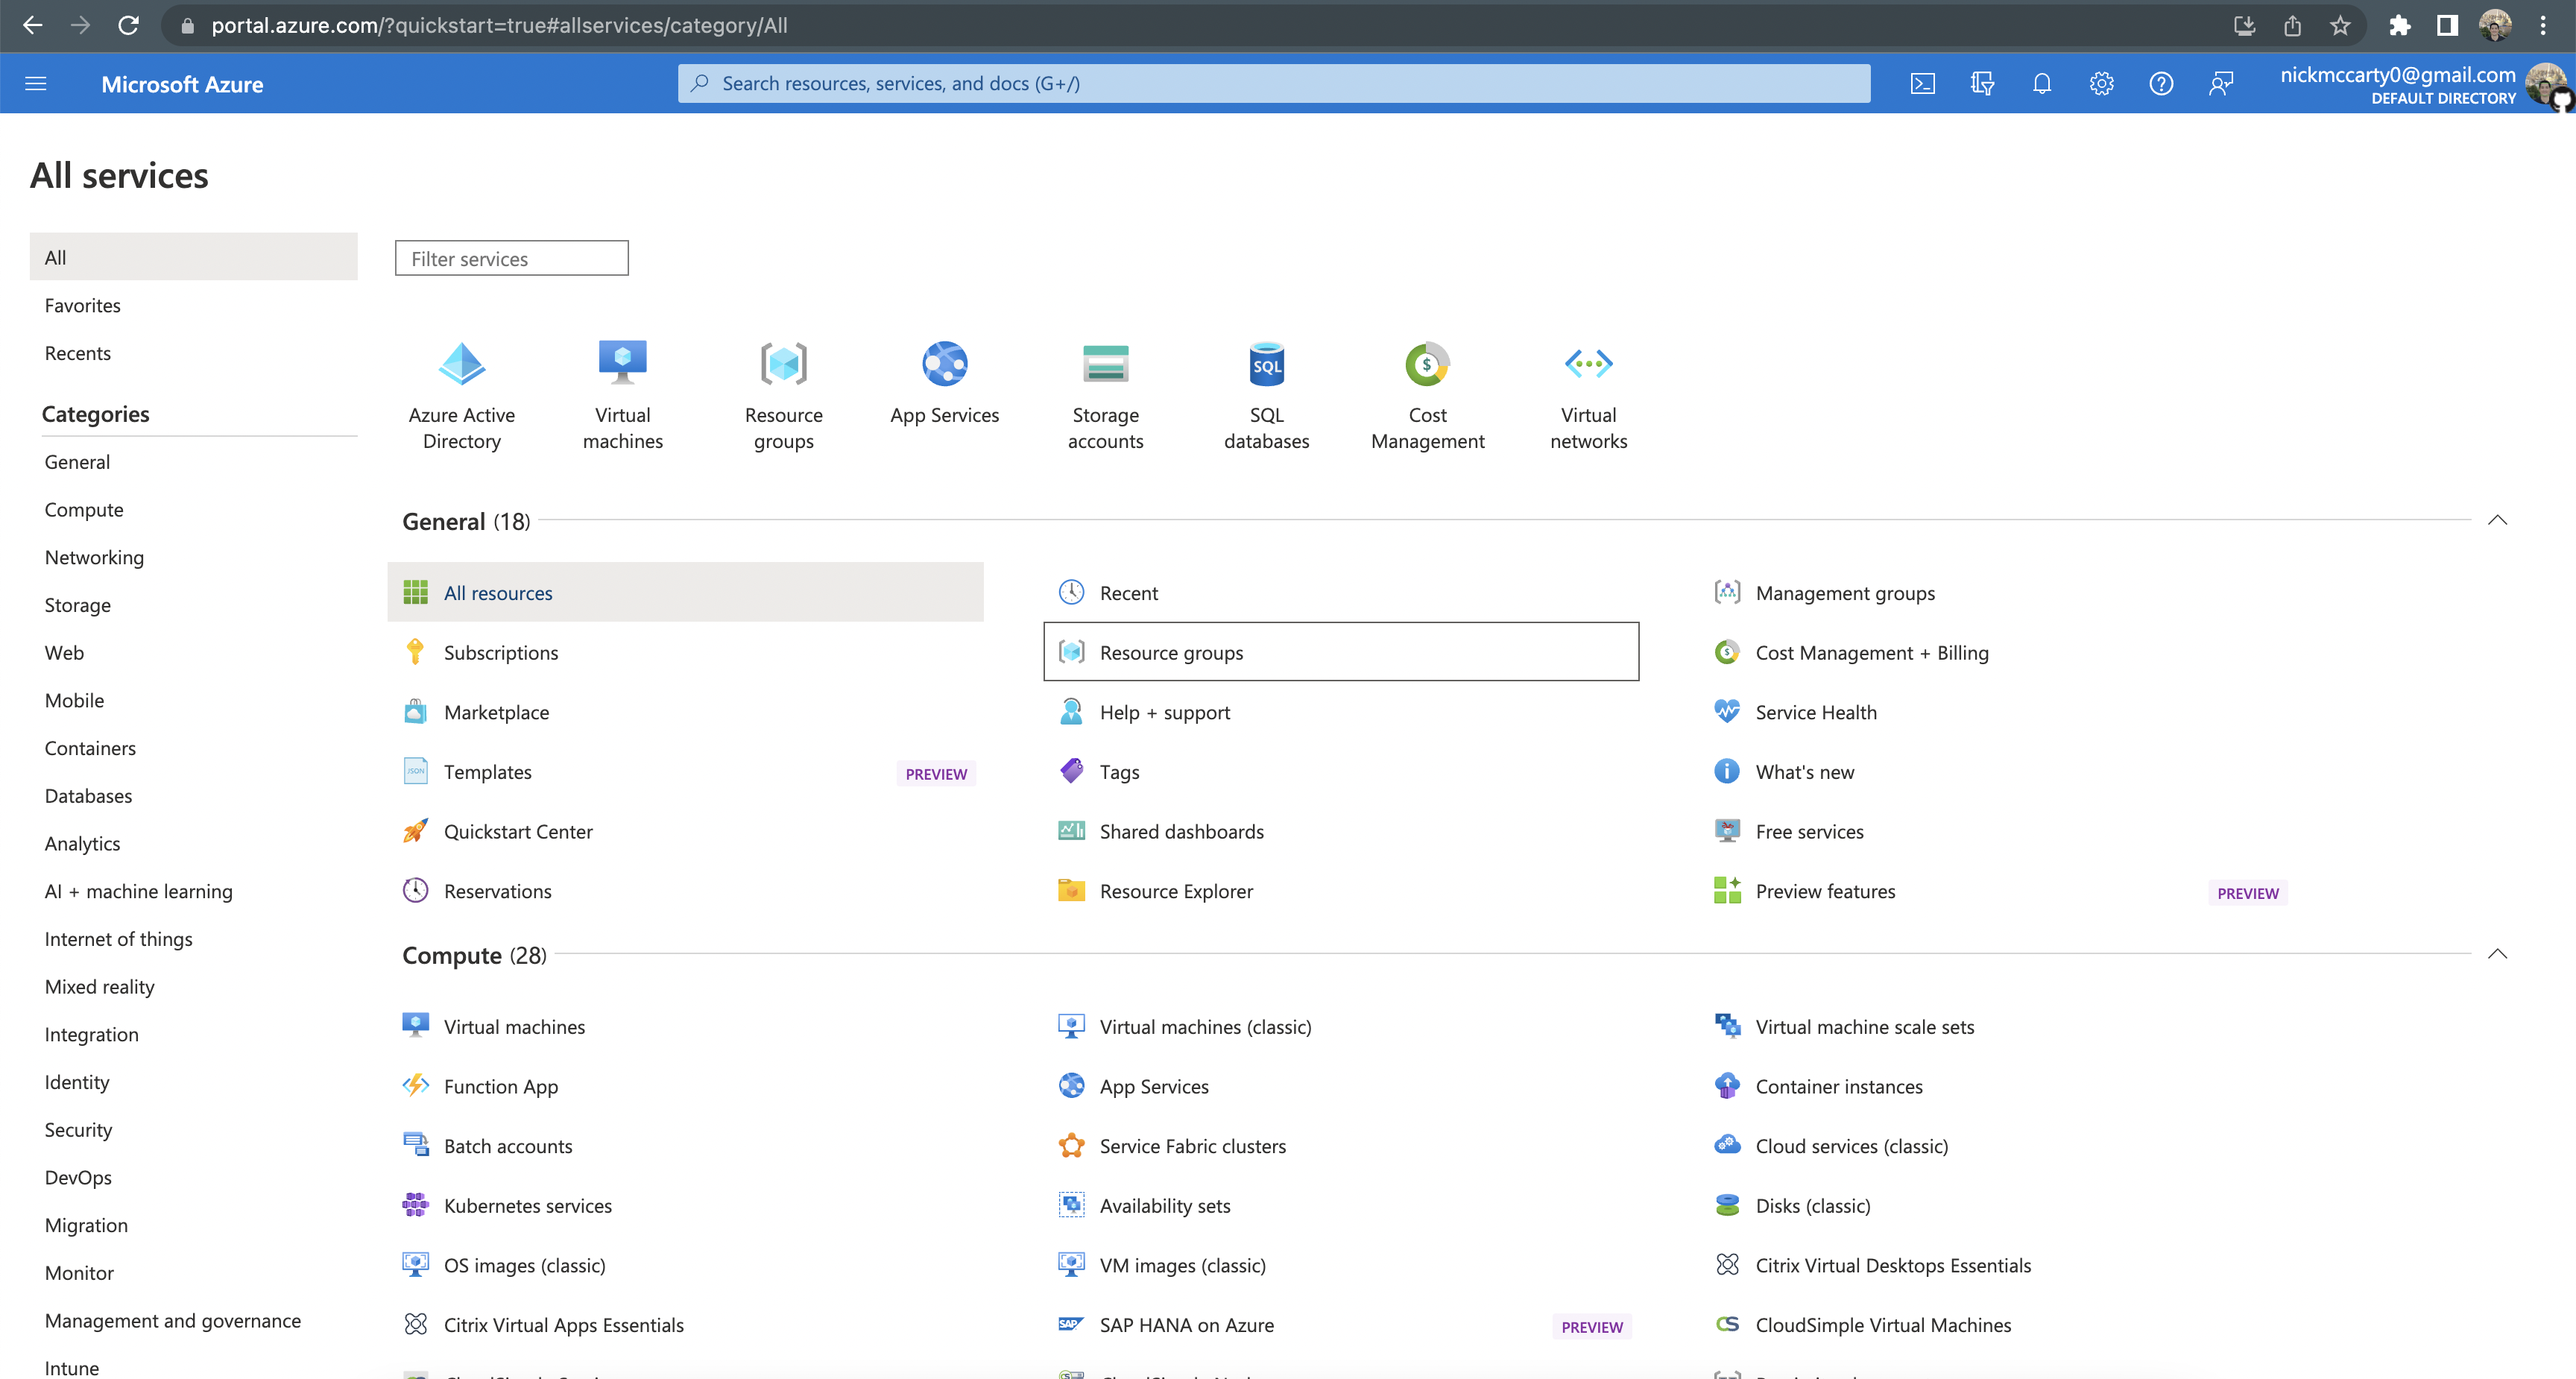 portal.azure.com/?quickstart=true#allservices/category/All
Microsoft Azure
Search resources, services, and docs (G+/)
nickmccarty0@gmail.com
DEFAULT DIRECTORY
All services
All
Favorites
Recents
Categories
General
Compute
Networking
Storage
Web
Mobile
Containers
Databases
Analytics
AI + machine learning
Internet of things
Mixed reality
Integration
Identity
Security
DevOps
Migration
Monitor
Management and governance
Intune
Filter services
Azure Active
Directory
Virtual
machines
Resource
groups
App Services
Storage
accounts
SQL
SQL
databases
Cost
Management
Virtual
networks
General (18)
All resources
Recent
Management groups
Subscriptions
Resource groups
Cost Management + Billing
Marketplace
Help + support
Service Health
JSON
Templates
PREVIEW
Tags
What's new
Quickstart Center
Shared dashboards
Free services
Reservations
Resource Explorer
Preview features
PREVIEW
Compute (28)
Virtual machines
Virtual machines (classic)
Virtual machine scale sets
Function App
App Services
Container instances
Batch accounts
Service Fabric clusters
Cloud services (classic)
Kubernetes services
Availability sets
Disks (classic)
OS images (classic)
VM images (classic)
Citrix Virtual Desktops Essentials
Citrix Virtual Apps Essentials
SAP
SAP HANA on Azure
PREVIEW
CS
CloudSimple Virtual Machines